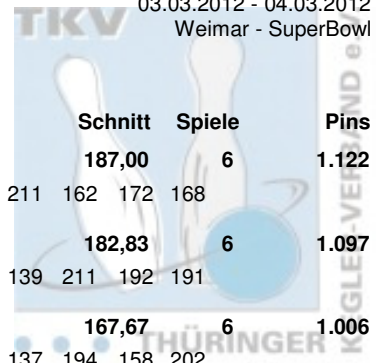 03.03.2012 - 04.03.2012
TKV
Weimar - SuperBowl
Schnitt Spiele Pins
187,00 6 1.122
211 162 172 168
182,83 6 1.097
139 211 192 191
167,67 6 1.006
137 194 158 202
THÜRINGER
KEGLER-VERBAND e.V